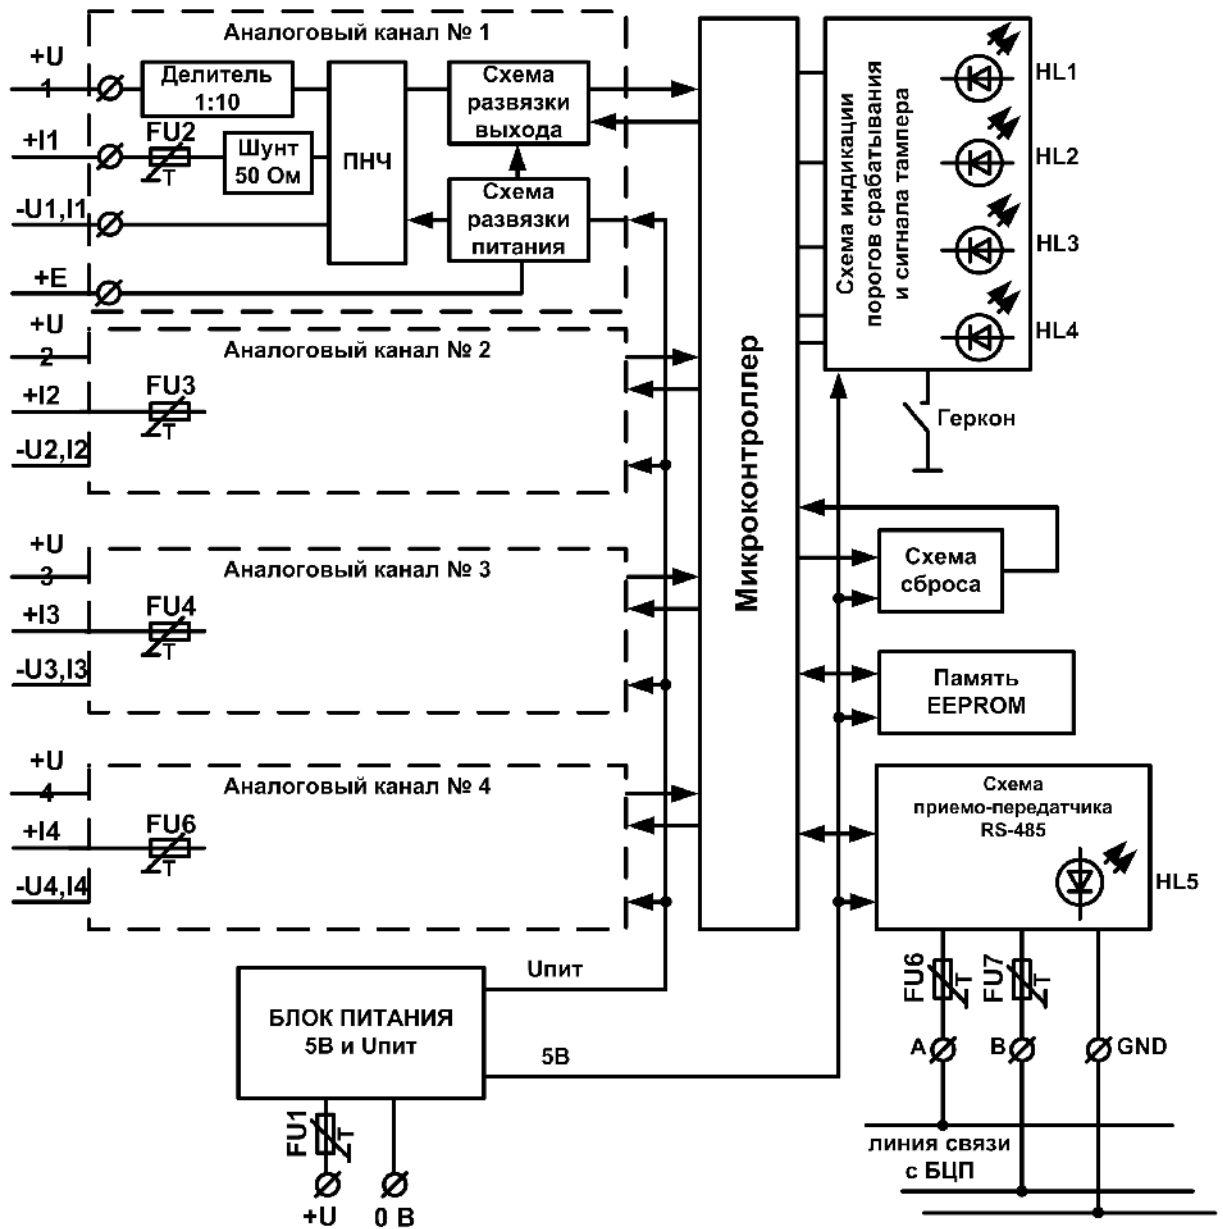 Аналоговый канал № 1
+U
1
Делитель
1:10
Схема
развязки
выхода
+I1
FU2
T
Шунт
50 Ом
ПНЧ
-U1,I1
Схема
развязки
питания
+E
+U
2
Аналоговый канал № 2
+I2
FU3
T
-U2,I2
+U
3
Аналоговый канал № 3
+I3
FU4
T
-U3,I3
+U
4
Аналоговый канал № 4
+I4
FU6
T
-U4,I4
Микроконтроллер
Схема индикации
порогов срабатывания
и сигнала тампера
HL1
HL2
HL3
HL4
Геркон
Схема
сброса
Память
EEPROM
Схема
приемо-передатчика
RS-485
HL5
FU6
T
FU7
T
A
B
GND
линия связи
с БЦП
Uпит
БЛОК ПИТАНИЯ
5В и Uпит
5В
FU1
T
+U
0 В